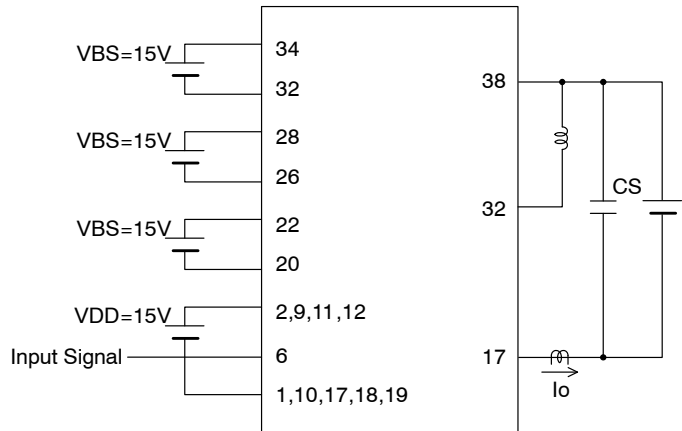 VBS=15V
34
32
VBS=15V
28
26
VBS=15V
22
20
VDD=15V
2,9,11,12
Input Signal
6
1,10,17,18,19
38
32
CS
17
Io